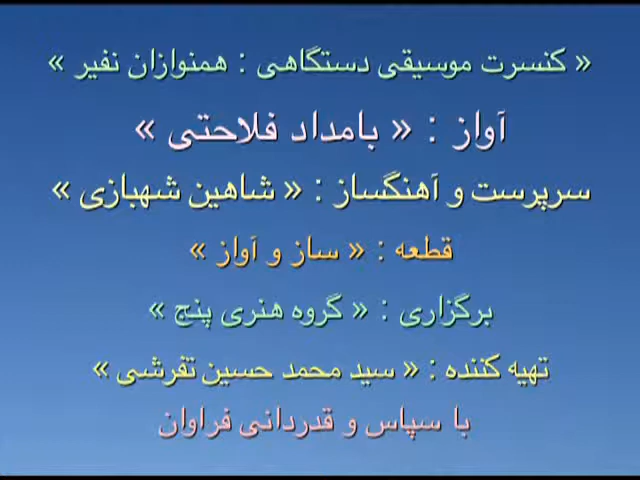 « کنسرت موسیقی دستگاهی : همنوازان نفیر »
آواز : « بامداد فلاحتی »
سرپرست و آهنگساز : « شاهین شهبازی »
قطعه : « ساز و آواز »
برگزاری : « گروه هنری پنج »
تهیه کننده : « سید محمد حسین تفرشی »
با سپاس و قدردانی فراوان